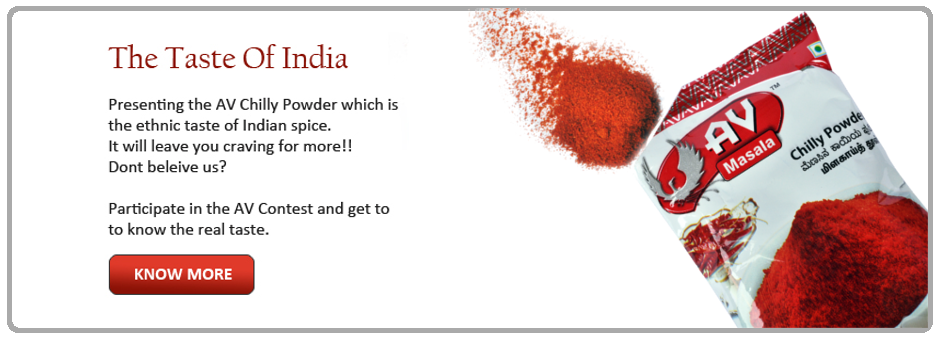 The Taste Of India
Presenting the AV Chilly Powder which is
the ethnic taste of Indian spice.
It will leave you craving for more!!
Dont beleive us?
Participate in the AV Contest and get to
to know the real taste.
KNOW MORE
AV
TM
Masala
Chilly Powder
மிளகாய்த்